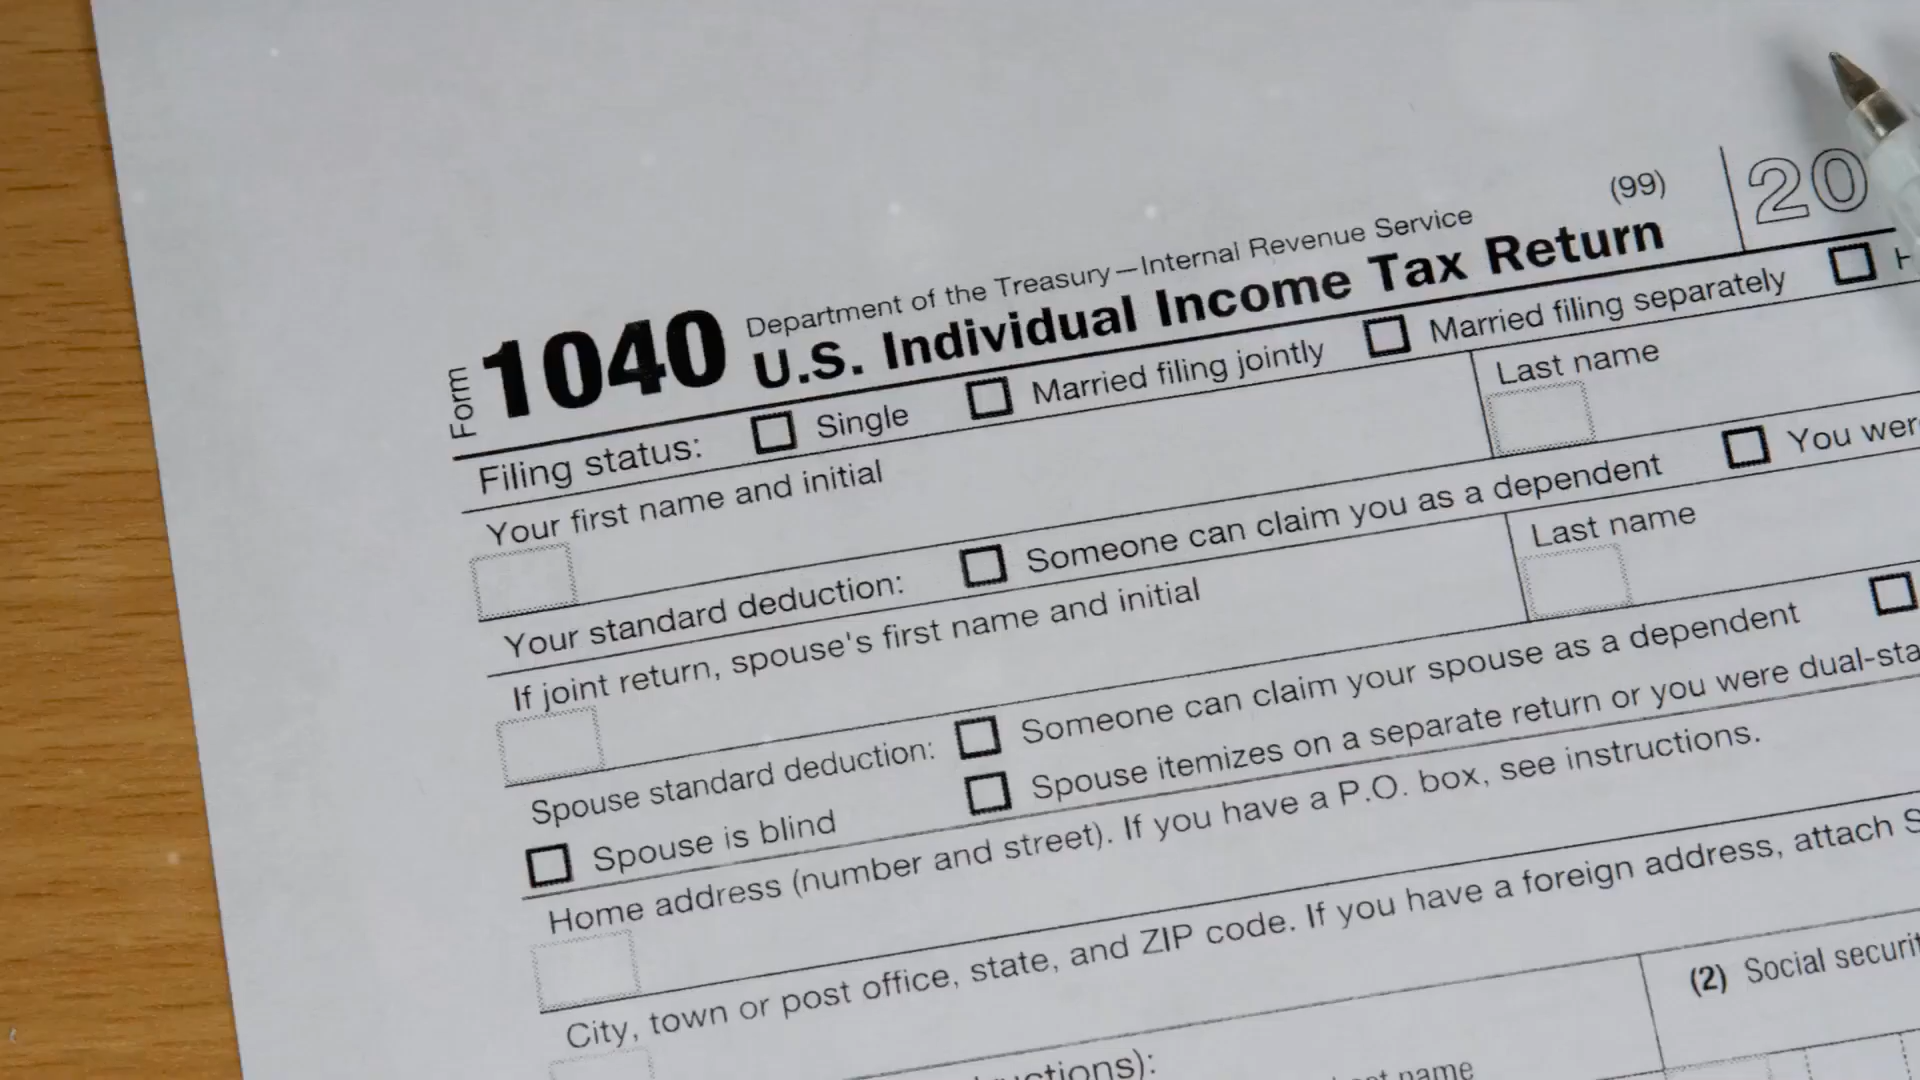 Form 1040 Department of the Treasury—Internal Revenue Service (99)
U.S. Individual Income Tax Return 20
Filing status: Single Married filing jointly Married filing separately H
Your first name and initial Last name
Your standard deduction: Someone can claim you as a dependent You wer
If joint return, spouse's first name and initial Last name
Spouse standard deduction: Someone can claim your spouse as a dependent
Spouse is blind Spouse itemizes on a separate return or you were dual-sta
Home address (number and street). If you have a P.O. box, see instructions.
City, town or post office, state, and ZIP code. If you have a foreign address, attach S
ctions): (2) Social securit
name